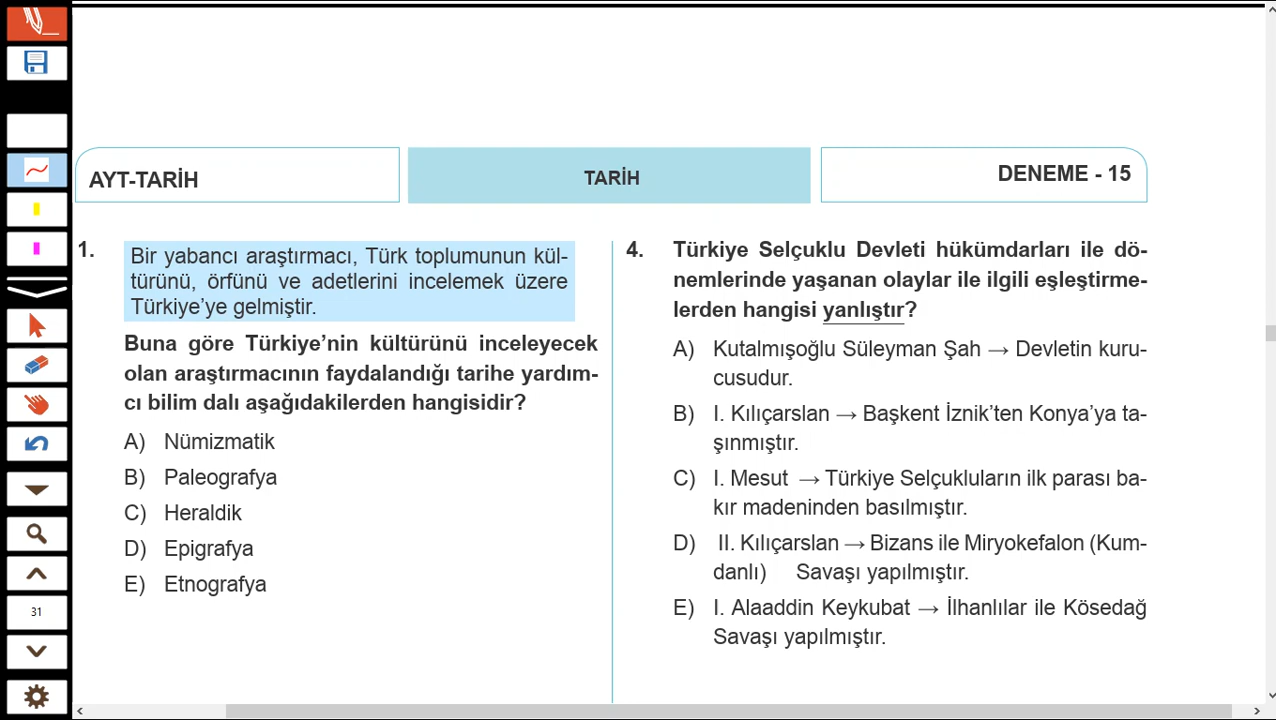 AYT-TARİH
TARİH
DENEME - 15
1.
Bir yabancı araştırmacı, Türk toplumunun kül-
türünü, örfünü ve adetlerini incelemek üzere
Türkiye’ye gelmiştir.
Buna göre Türkiye’nin kültürünü inceleyecek
olan araştırmacının faydalandığı tarihe yardım-
cı bilim dalı aşağıdakilerden hangisidir?
A) Nümizmatik
B) Paleografya
C) Heraldik
D) Epigrafya
E) Etnografya
4. Türkiye Selçuklu Devleti hükümdarları ile dö-
nemlerinde yaşanan olaylar ile ilgili eşleştirme-
lerden hangisi yanlıştır?
A) Kutalmışoğlu Süleyman Şah → Devletin kuru-
cusudur.
B) I. Kılıçarslan → Başkent İznik’ten Konya’ya ta-
şınmıştır.
C) I. Mesut → Türkiye Selçukluların ilk parası ba-
kır madeninden basılmıştır.
D) II. Kılıçarslan → Bizans ile Miryokefalon (Kum-
danlı) Savaşı yapılmıştır.
E) I. Alaaddin Keykubat → İlhanlılar ile Kösedağ
Savaşı yapılmıştır.
31